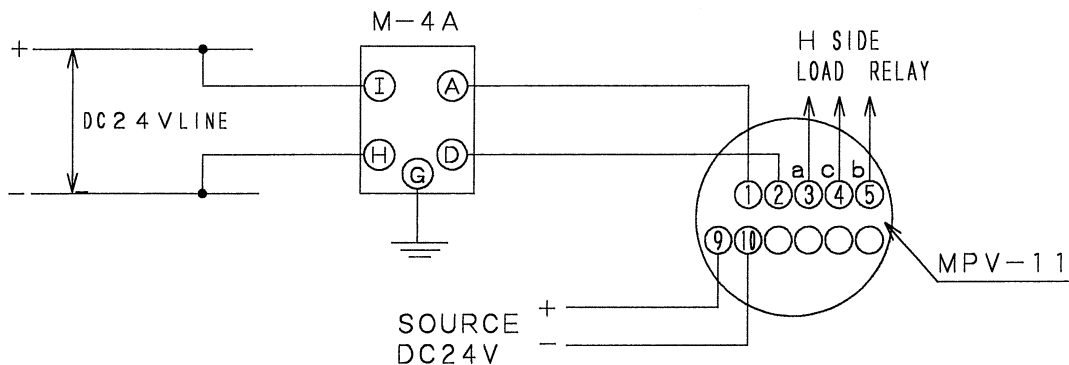 M-4A
H SIDE
LOAD RELAY
+
I
A
DC24VLINE
H
D
G
a c b
-
1 2 3 4 5
9 10
MPV-11
+
SOURCE
DC24V
-